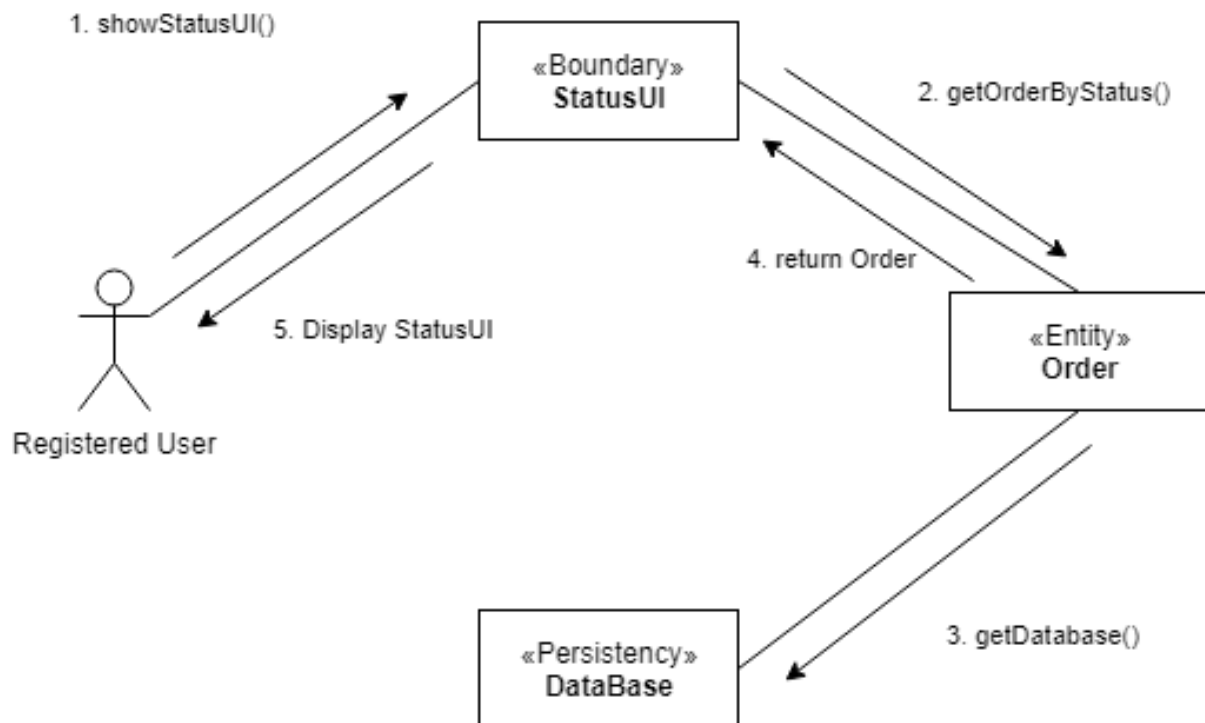 1. showStatusUI()
«Boundary»
StatusUI
2. getOrderByStatus()
4. return Order
5. Display StatusUI
«Entity»
Order
Registered User
3. getDatabase()
«Persistency»
DataBase